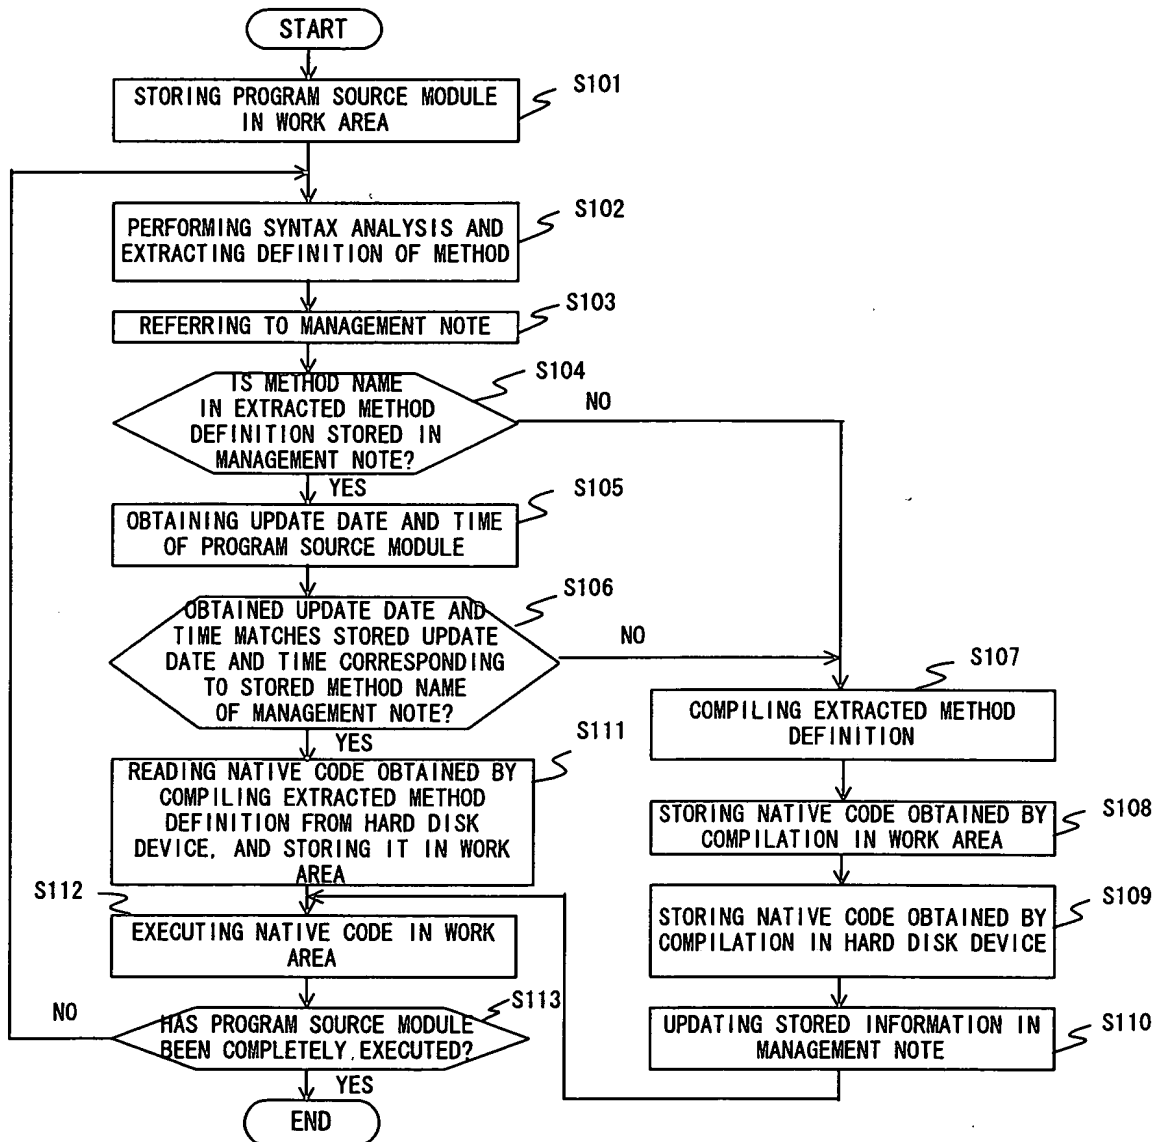 START
STORING PROGRAM SOURCE MODULE
IN WORK AREA
S101
PERFORMING SYNTAX ANALYSIS AND
EXTRACTING DEFINITION OF METHOD
S102
REFERRING TO MANAGEMENT NOTE
S103
IS METHOD NAME
IN EXTRACTED METHOD
DEFINITION STORED IN
MANAGEMENT NOTE?
S104
NO
YES
OBTAINING UPDATE DATE AND TIME
OF PROGRAM SOURCE MODULE
S105
OBTAINED UPDATE DATE AND
TIME MATCHES STORED UPDATE
DATE AND TIME CORRESPONDING
TO STORED METHOD NAME
OF MANAGEMENT NOTE?
S106
NO
YES
COMPILING EXTRACTED METHOD
DEFINITION
S107
STORING NATIVE CODE OBTAINED BY
COMPILATION IN WORK AREA
S108
STORING NATIVE CODE OBTAINED BY
COMPILATION IN HARD DISK DEVICE
S109
UPDATING STORED INFORMATION IN
MANAGEMENT NOTE
S110
READING NATIVE CODE OBTAINED BY
COMPILING EXTRACTED METHOD
DEFINITION FROM HARD DISK
DEVICE, AND STORING IT IN WORK
AREA
S111
S112
EXECUTING NATIVE CODE IN WORK
AREA
HAS PROGRAM SOURCE MODULE
BEEN COMPLETELY EXECUTED?
S113
NO
YES
END